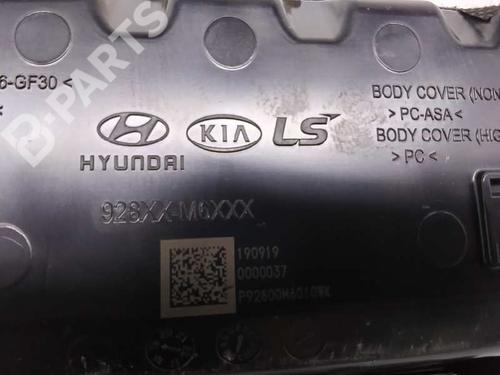 B-PARTS
6-GF30 <
BODY COVER (NON
> PC-ASA <
BODY COVER (HIG
> PC <
HYUNDAI
KIA
LS
928XX-M6XXX
190919
0000037
P92800M6010WK